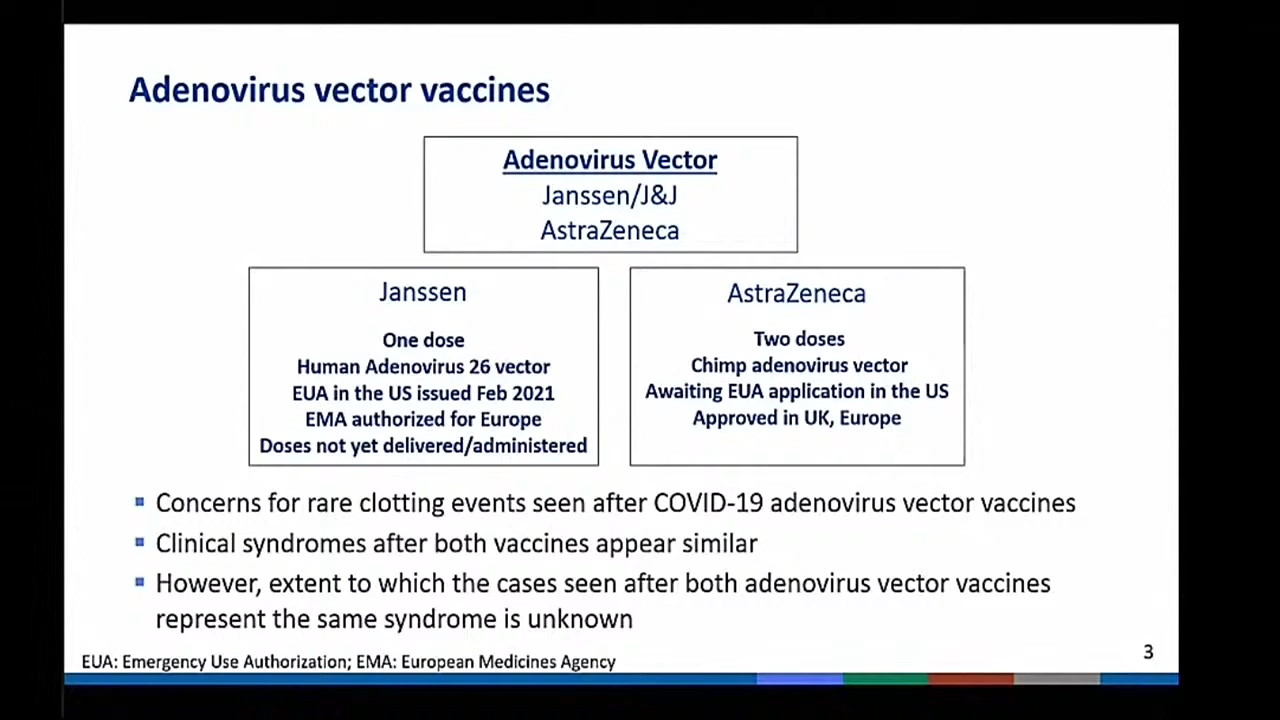 Adenovirus vector vaccines
Adenovirus Vector
Janssen/J&J
AstraZeneca
Janssen
One dose
Human Adenovirus 26 vector
EUA in the US issued Feb 2021
EMA authorized for Europe
Doses not yet delivered/administered
AstraZeneca
Two doses
Chimp adenovirus vector
Awaiting EUA application in the US
Approved in UK, Europe
▪ Concerns for rare clotting events seen after COVID-19 adenovirus vector vaccines
▪ Clinical syndromes after both vaccines appear similar
▪ However, extent to which the cases seen after both adenovirus vector vaccines
represent the same syndrome is unknown
EUA: Emergency Use Authorization; EMA: European Medicines Agency
3